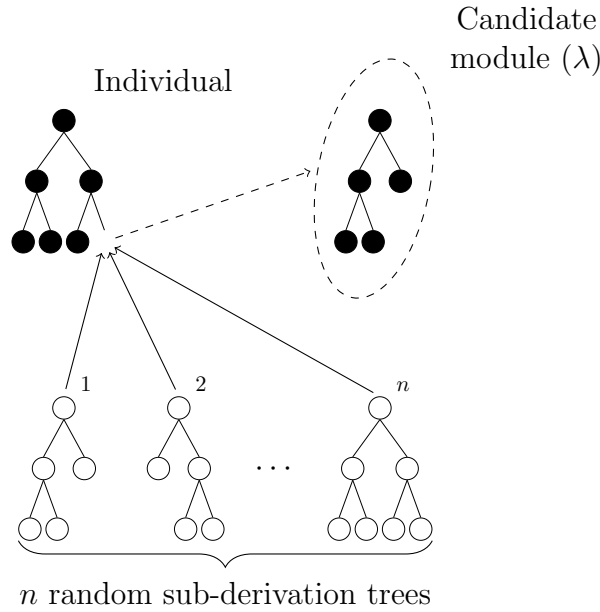 Candidate
module (λ)
Individual
1
2
n
...
n random sub-derivation trees